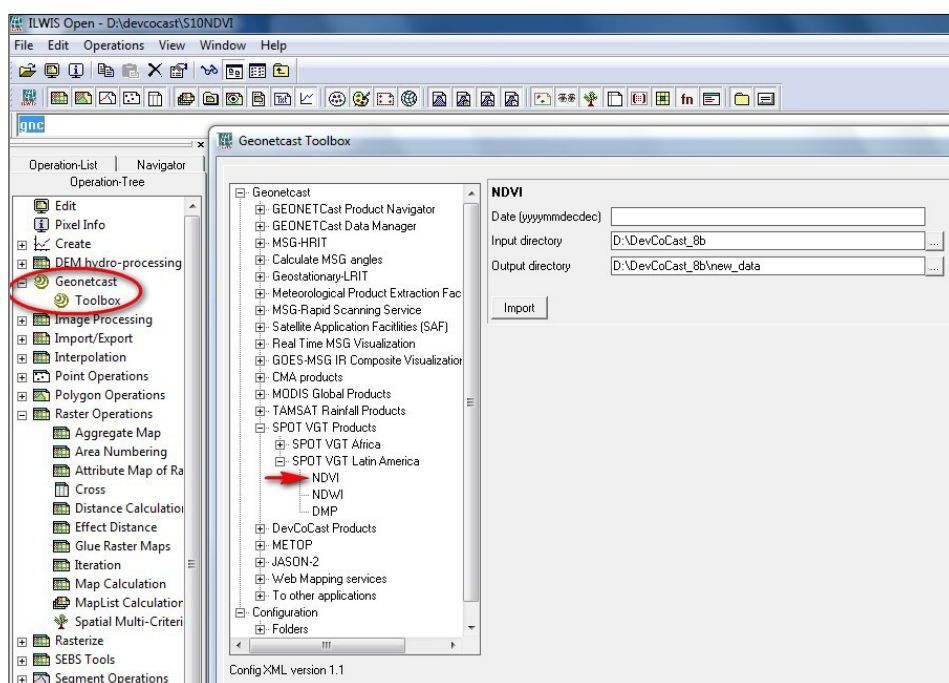 ILWIS Open - D:\devcocast\S10NDVI
File Edit Operations View Window Help
fn
gnc
Operation-List Navigator
Operation-Tree
Edit
Pixel Info
Create
DEM hydro-processing
Geonetcast
Toolbox
Image Processing
Import/Export
Interpolation
Point Operations
Polygon Operations
Raster Operations
Aggregate Map
Area Numbering
Attribute Map of Ra
Cross
Distance Calculation
Effect Distance
Glue Raster Maps
Iteration
Map Calculation
MapList Calculation
Spatial Multi-Criteri
Rasterize
SEBS Tools
Segment Operations
Geonetcast Toolbox
Geonetcast
GEONETCast Product Navigator
GEONETCast Data Manager
MSG-HRIT
Calculate MSG angles
Geostationary-LRIT
Meteorological Product Extraction Fac
MSG-Rapid Scanning Service
Satellite Application Facitlities (SAF)
Real Time MSG Visualization
GOES-MSG IR Composite Visualization
CMA products
MODIS Global Products
TAMSAT Rainfall Products
SPOT VGT Products
SPOT VGT Africa
SPOT VGT Latin America
NDVI
NDWI
DMP
DevCoCast Products
METOP
JASON-2
Web Mapping services
To other applications
Configuration
Folders
Config XML version 1.1
NDVI
Date (yyyymmdecdec)
Input directory D:\DevCoCast_8b ...
Output directory D:\DevCoCast_8b\new_data ...
Import